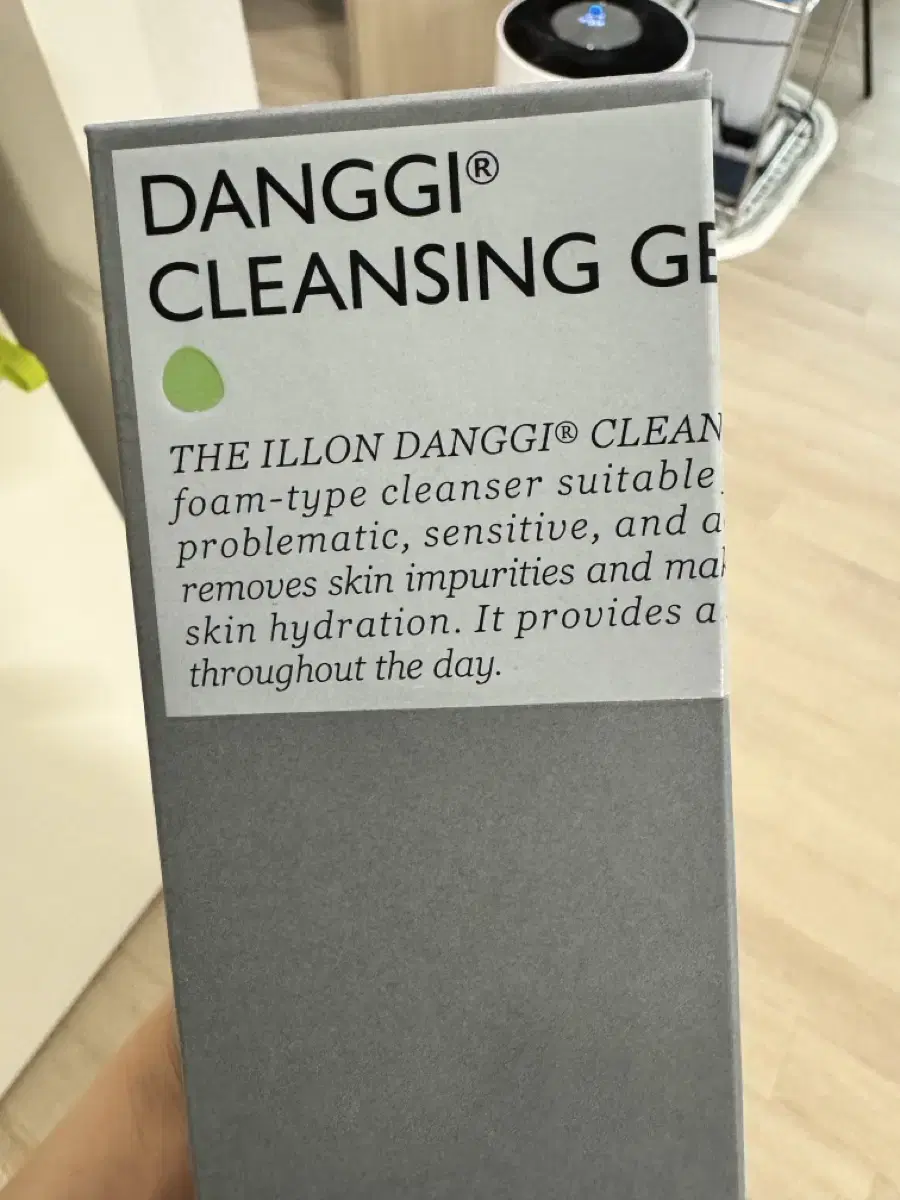 DANGGI®
CLEANSING GE
THE ILLON DANGGI® CLEAN
foam-type cleanser suitable
problematic, sensitive, and a
removes skin impurities and mai
skin hydration. It provides a
throughout the day.